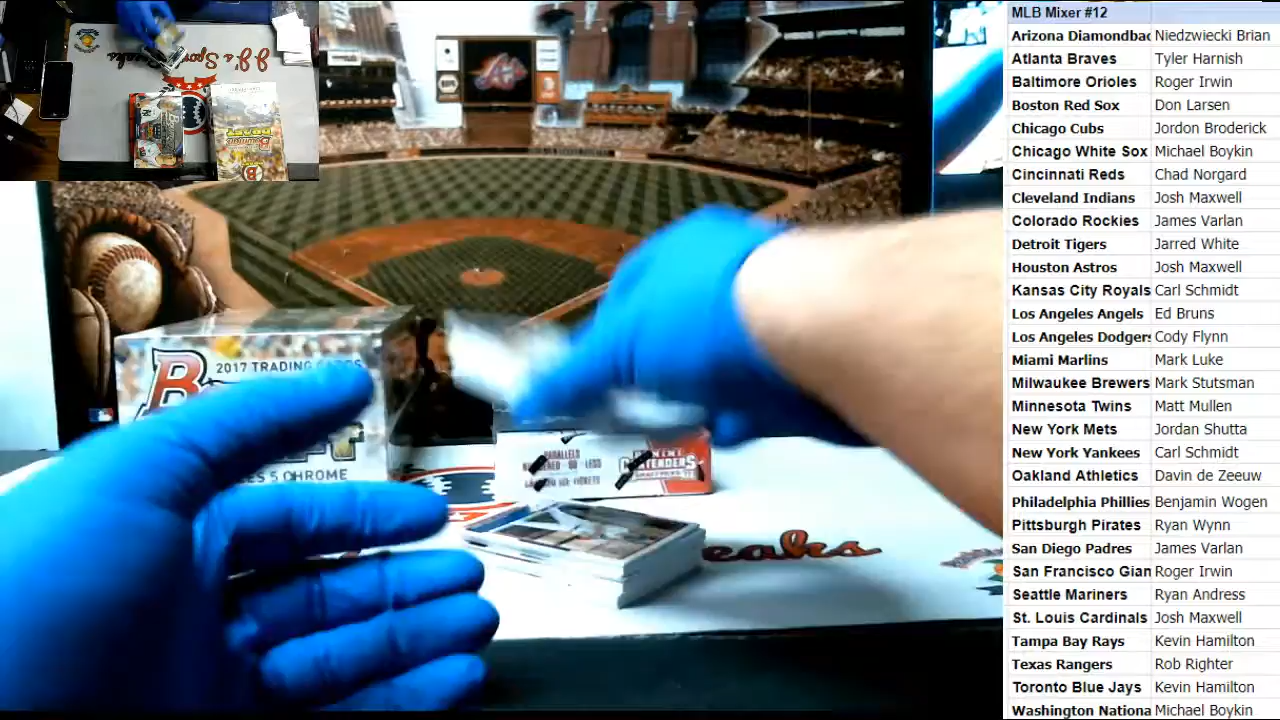 MLB Mixer #12
Arizona Diamondbac Niedzwiecki Brian
Atlanta Braves Tyler Harnish
Baltimore Orioles Roger Irwin
Boston Red Sox Don Larsen
Chicago Cubs Jordon Broderick
Chicago White Sox Michael Boykin
Cincinnati Reds Chad Norgard
Cleveland Indians Josh Maxwell
Colorado Rockies James Varlan
Detroit Tigers Jarred White
Houston Astros Josh Maxwell
Kansas City Royals Carl Schmidt
Los Angeles Angels Ed Bruns
Los Angeles Dodger Cody Flynn
Miami Marlins Mark Luke
Milwaukee Brewers Mark Stutsman
Minnesota Twins Matt Mullen
New York Mets Jordan Shutta
New York Yankees Carl Schmidt
Oakland Athletics Davin de Zeeuw
Philadelphia Phillies Benjamin Wogen
Pittsburgh Pirates Ryan Wynn
San Diego Padres James Varlan
San Francisco Gian Roger Irwin
Seattle Mariners Ryan Andress
St. Louis Cardinals Josh Maxwell
Tampa Bay Rays Kevin Hamilton
Texas Rangers Rob Righter
Toronto Blue Jays Kevin Hamilton
Washington Nationa Michael Boykin
2017 TRADING CARDS
5 CHROME
PARALLELS
CONTENDERS
eaks